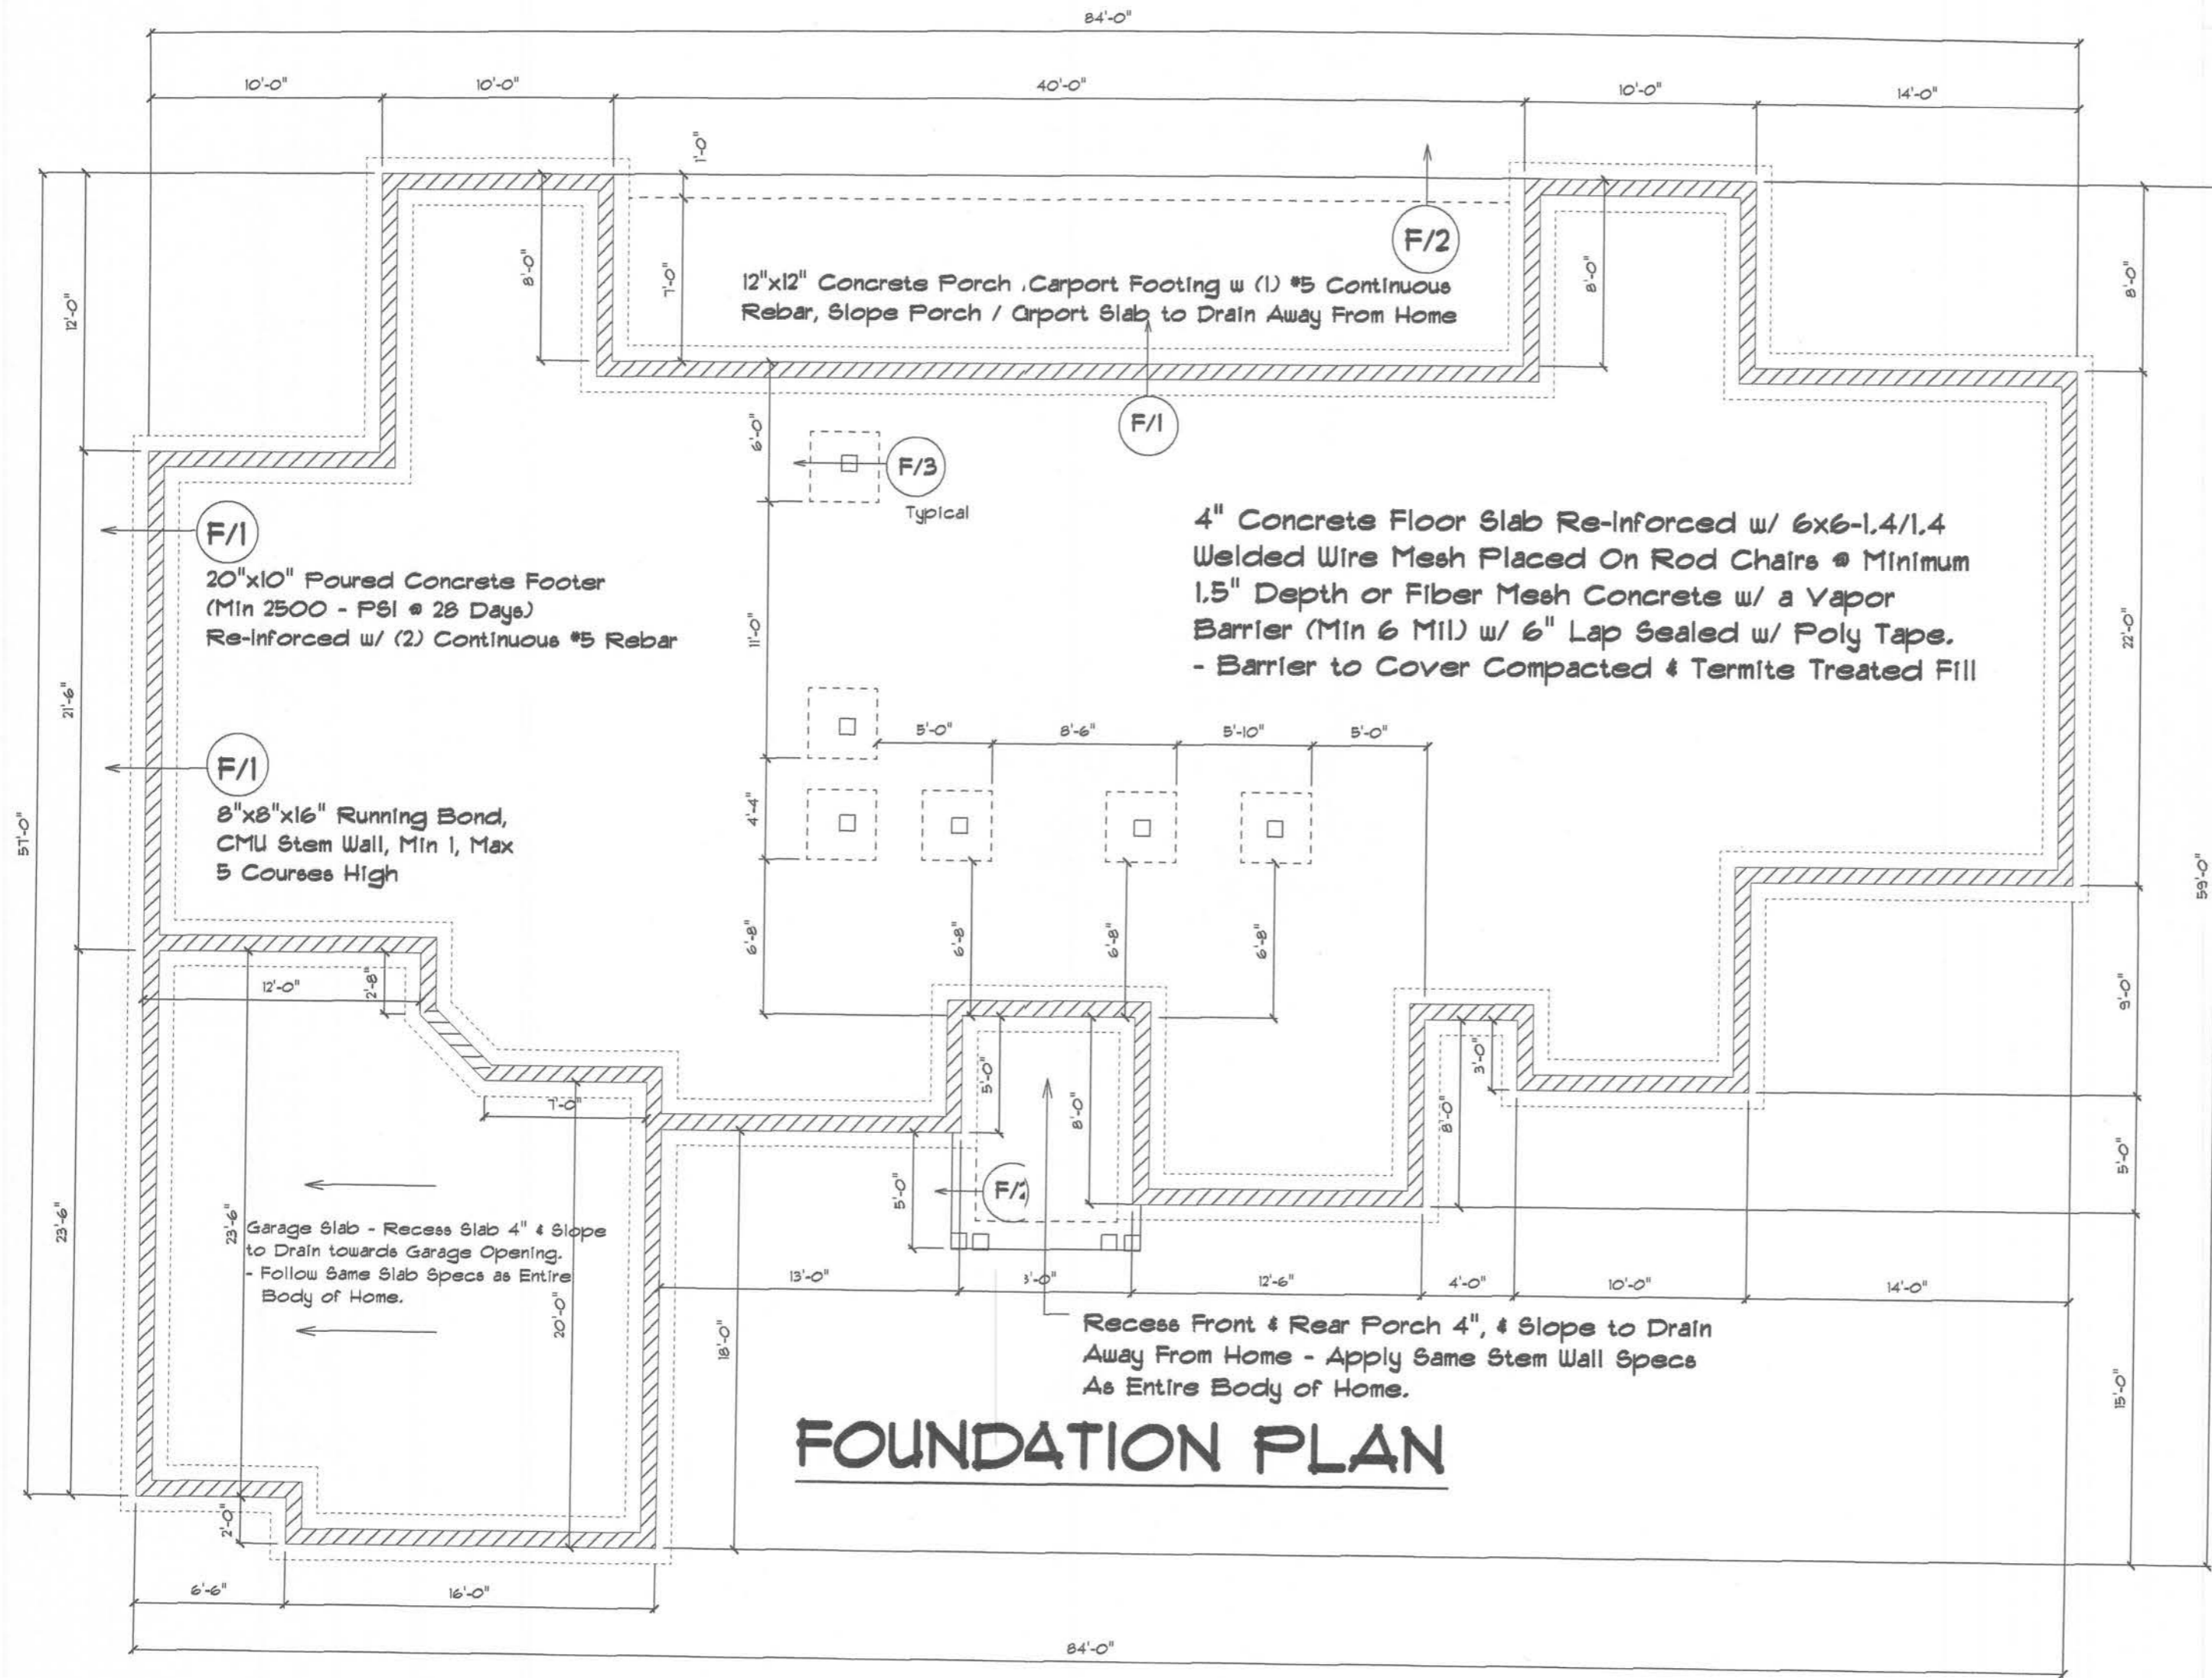 84'-0"
10'-0"
10'-0"
40'-0"
10'-0"
14'-0"
1'-0"
12'-0"
8'-0"
7'-0"
F/2
8'-0"
8'-0"
12"x12" Concrete Porch ,Carport Footing w (1) #5 Continuous
Rebar, Slope Porch / Crport Slab to Drain Away From Home
6'-0"
F/1
F/3
Typical
F/1
20"x10" Poured Concrete Footer
(Min 2500 - PSI @ 28 Days)
Re-Inforced w/ (2) Continuous #5 Rebar
4" Concrete Floor Slab Re-Inforced w/ 6x6-1.4/1.4
Welded Wire Mesh Placed On Rod Chairs @ Minimum
1.5" Depth or Fiber Mesh Concrete w/ a Vapor
Barrier (Min 6 Mil) w/ 6" Lap Sealed w/ Poly Tape.
- Barrier to Cover Compacted & Termite Treated Fill
11'-0"
22'-0"
21'-6"
5'-0"
8'-6"
5'-10"
5'-0"
F/1
8"x8"x16" Running Bond,
CMU Stem Wall, Min 1, Max
5 Courses High
57'-0"
4'-4"
59'-0"
6'-8"
6'-8"
6'-8"
6'-8"
12'-0"
2'-8"
9'-0"
5'-0"
3'-0"
7'-0"
8'-0"
8'-0"
5'-0"
5'-0"
23'-6"
23'-6"
Garage Slab - Recess Slab 4" & Slope
to Drain towards Garage Opening.
- Follow Same Slab Specs as Entire
Body of Home.
20'-0"
18'-0"
13'-0"
12'-6"
4'-0"
10'-0"
14'-0"
Recess Front & Rear Porch 4", & Slope to Drain
Away From Home - Apply Same Stem Wall Specs
As Entire Body of Home.
15'-0"
FOUNDATION PLAN
2'-0"
6'-6"
16'-0"
84'-0"